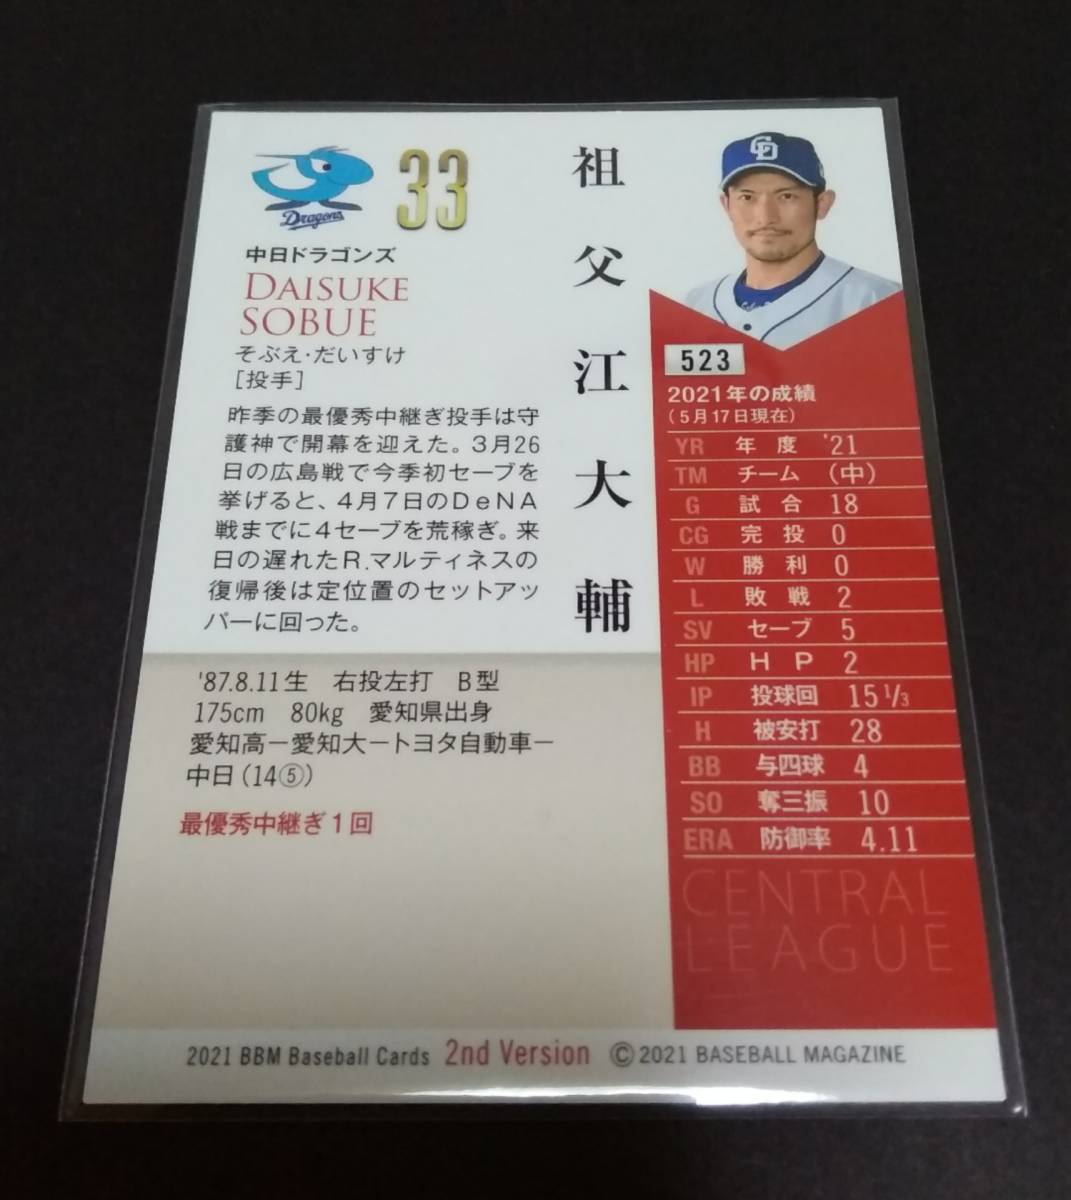 Dragons
33
中日ドラゴンズ
DAISUKE
SOBUE
そぶえ・だいすけ
［投手］
祖父江大輔
昨季の最優秀中継ぎ投手は守
護神で開幕を迎えた。3月26
日の広島戦で今季初セーブを
挙げると、4月7日のDeNA
戦までに4セーブを荒稼ぎ。来
日の遅れたR.マルティネスの
復帰後は定位置のセットアッ
パーに回った。
'87.8.11生 右投左打 B型
175cm 80kg 愛知県出身
愛知高ー愛知大ートヨタ自動車ー
中日(14⑤)
最優秀中継ぎ1回
CD
523
2021年の成績
(5月17日現在)
YR 年度 '21
TM チーム (中)
G 試合 18
CG 完投 0
W 勝利 0
L 敗戦 2
SV セーブ 5
HP HP 2
IP 投球回 15 1/3
H 被安打 28
BB 与四球 4
SO 奪三振 10
ERA 防御率 4.11
CENTRAL
LEAGUE
2021 BBM Baseball Cards 2nd Version ©2021 BASEBALL MAGAZINE